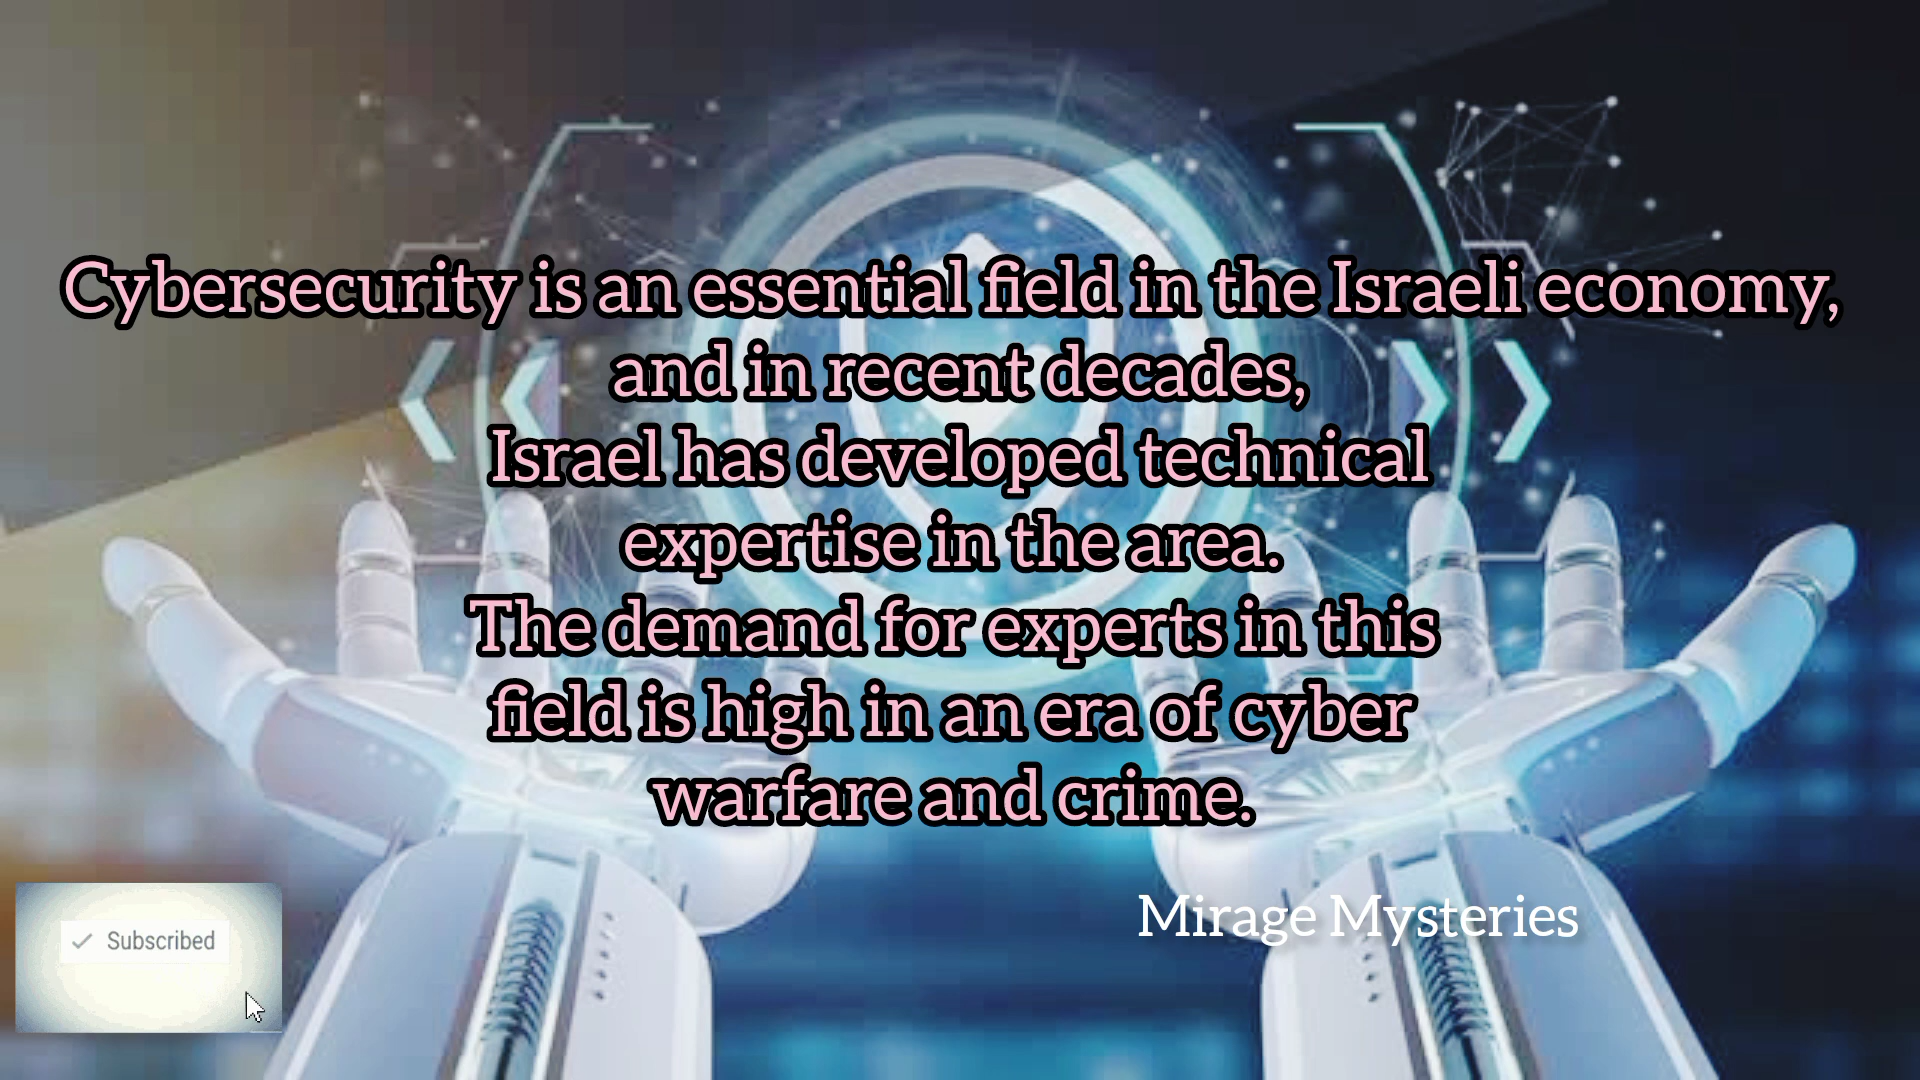 Cybersecurity is an essential field in the Israeli economy,
and in recent decades,
Israel has developed technical
expertise in the area.
The demand for experts in this
field is high in an era of cyber
warfare and crime.
Mirage Mysteries
Subscribed